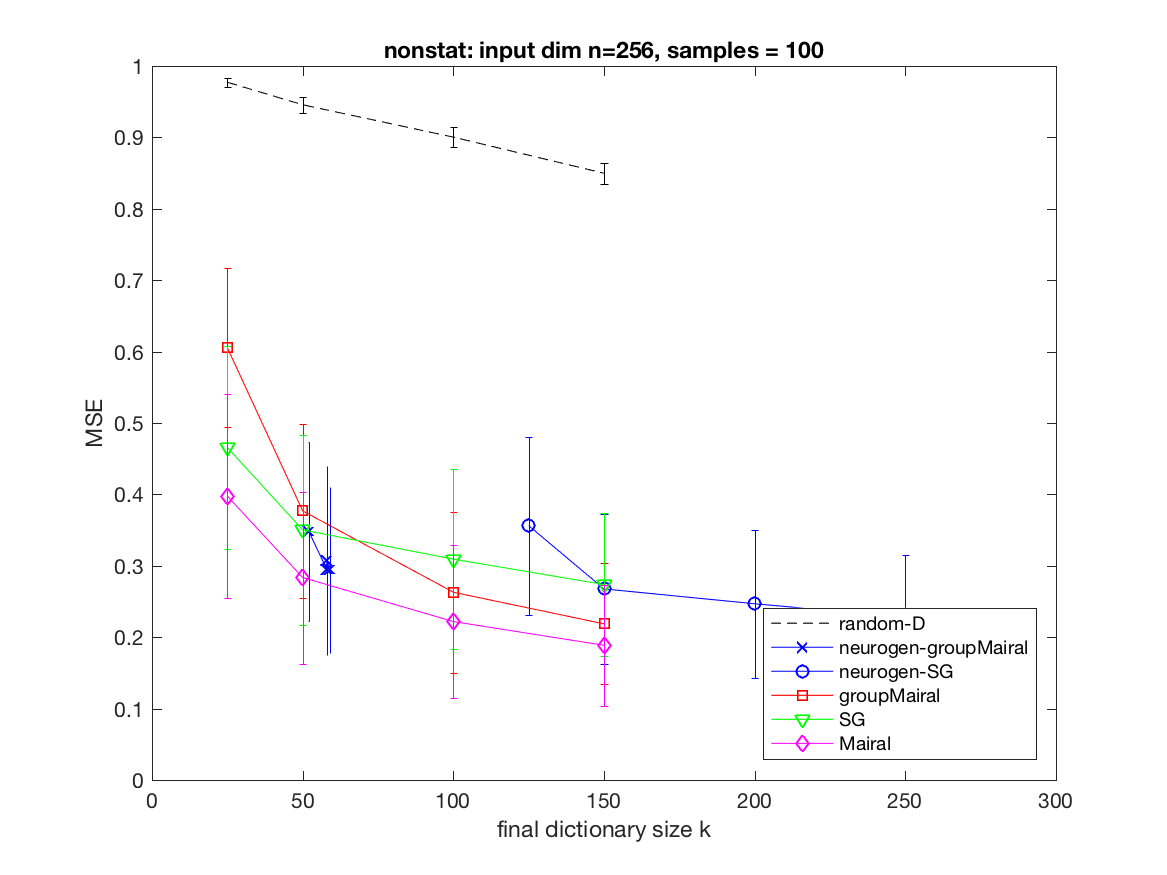 nonstat: input dim n=256, samples = 100
1
0.9
0.8
0.7
0.6
0.5
0.4
0.3
0.2
0.1
0
MSE
random-D
neurogen-groupMairal
neurogen-SG
groupMairal
SG
Mairal
0 50 100 150 200 250 300
final dictionary size k